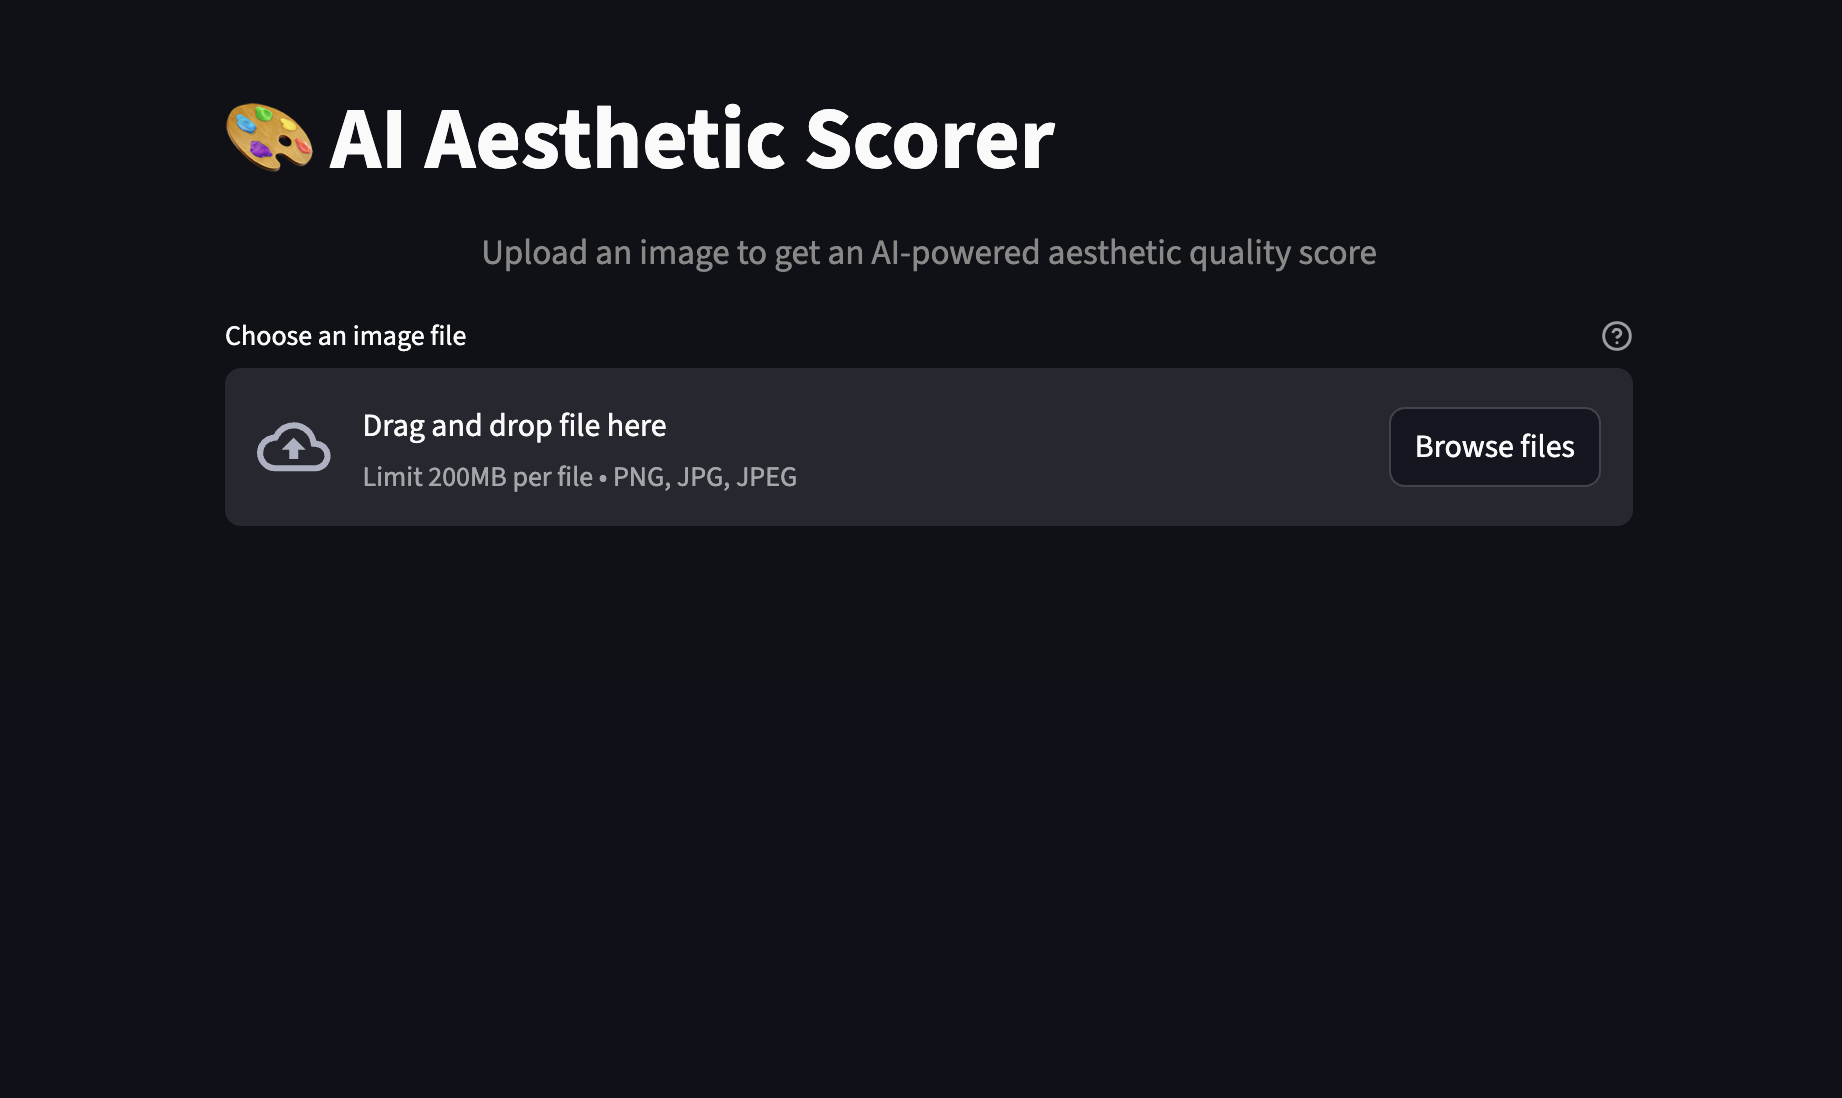 AI Aesthetic Scorer
Upload an image to get an AI-powered aesthetic quality score
Choose an image file
Drag and drop file here
Limit 200MB per file • PNG, JPG, JPEG
Browse files